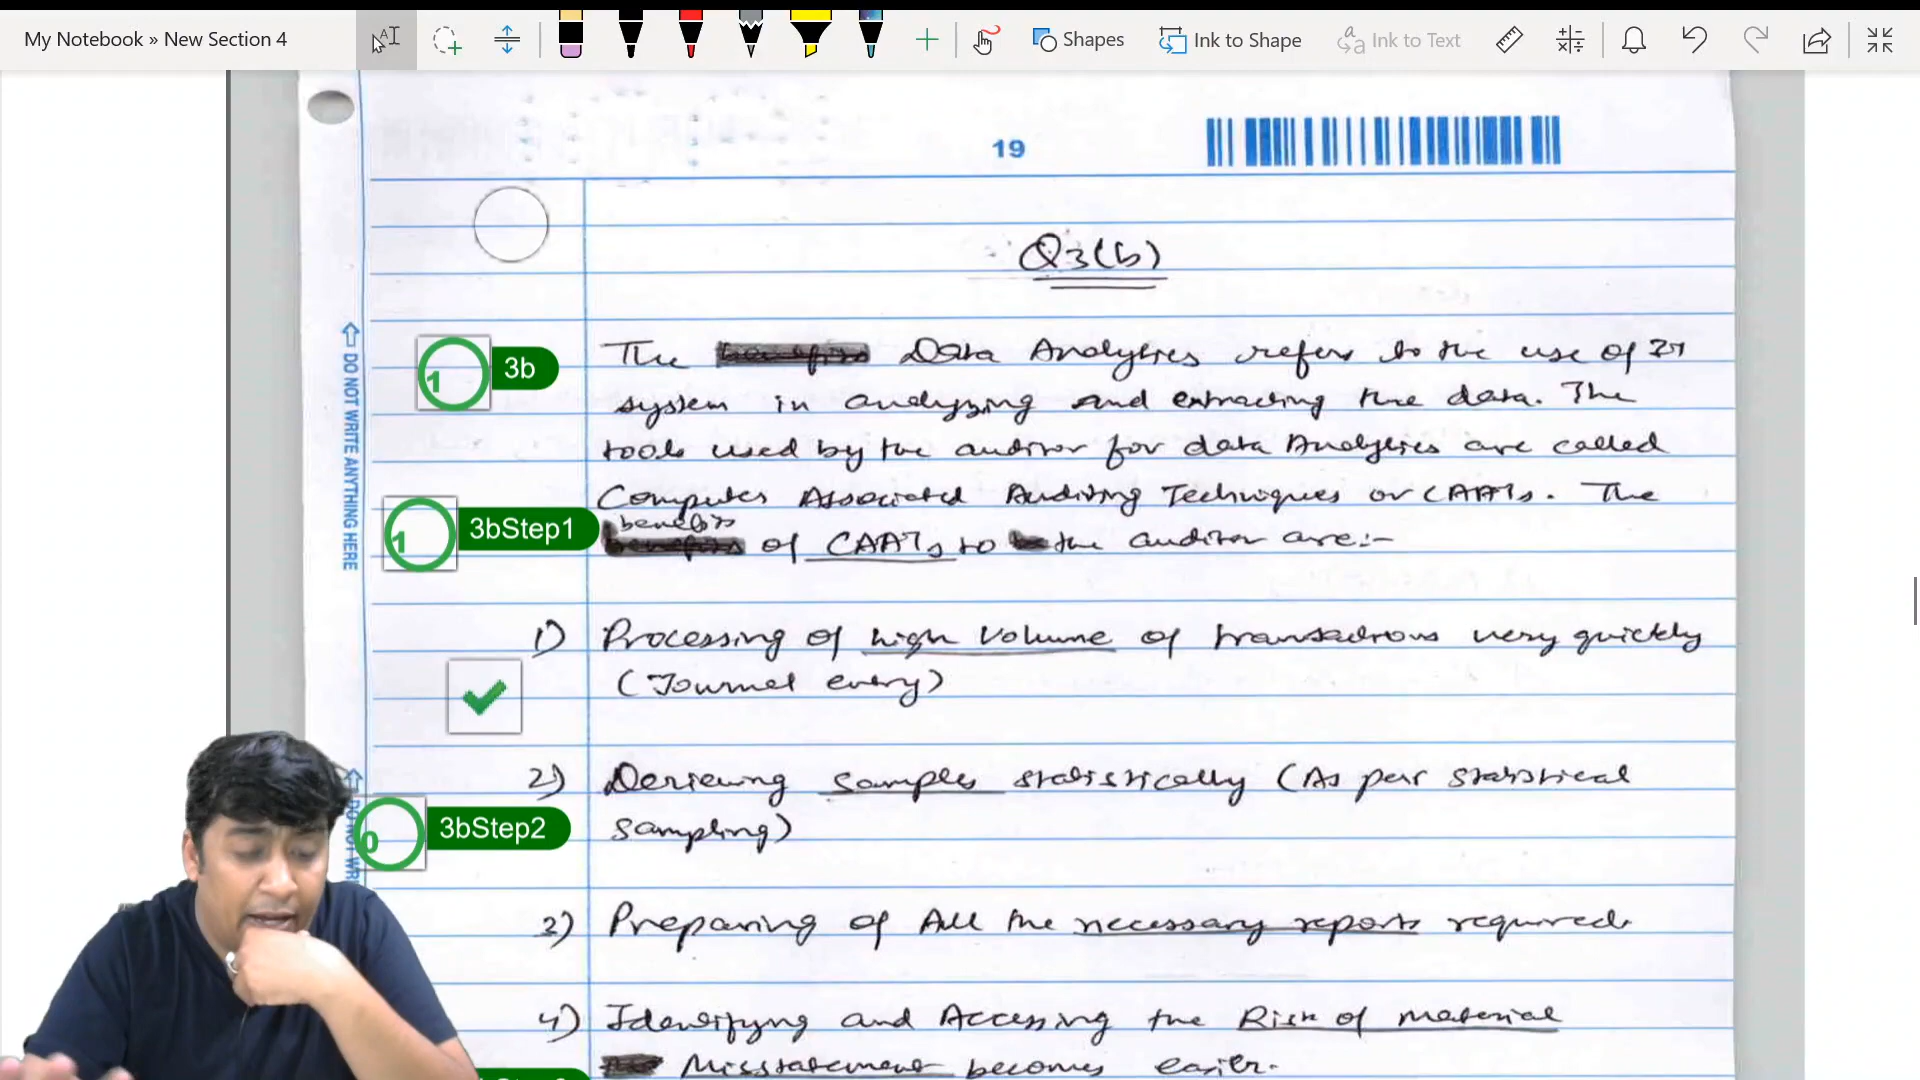 My Notebook » New Section 4
Shapes
Ink to Shape
Ink to Text
19
Q3(b)
1 3b
The Data Analytics refers to the use of IT
system in analyzing and extracting the data. The
tools used by the auditor for data Analytics are called
Computer Associated Auditing Techniques or CAATs. The
1 3bStep1
benefits
of CAATs to the auditor are:-
1) Processing of high volume of transactions very quickly
(Journal entry)
2) Deriewing samples statistically (As per statistical
0 3bStep2
sampling)
3) Preparing of All the necessary reports required
4) Identifying and Accessing the Risk of material
Misstatement becomes easier.
DO NOT WRITE ANYTHING HERE